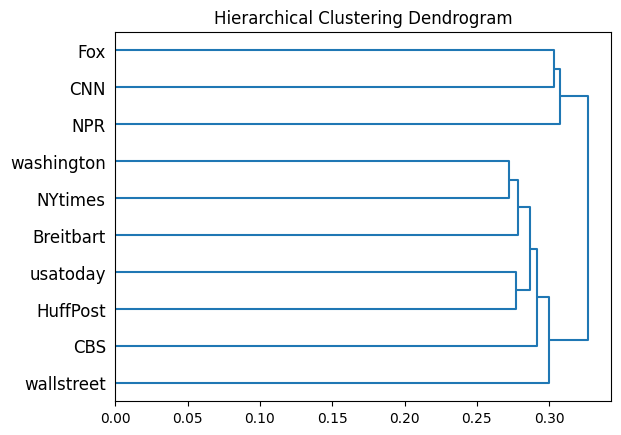 Hierarchical Clustering Dendrogram
Fox
CNN
NPR
washington
NYtimes
Breitbart
usatoday
HuffPost
CBS
wallstreet
0.00 0.05 0.10 0.15 0.20 0.25 0.30